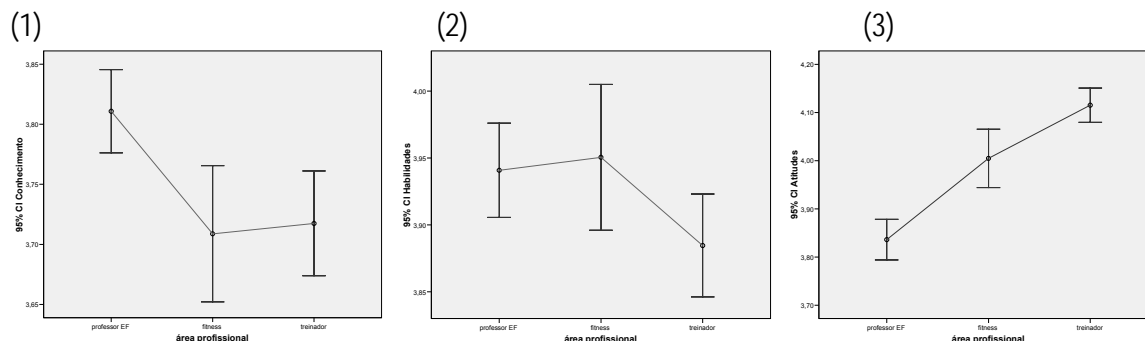 (1)
95% CI Conhecimento
3,85
3,80
3,75
3,70
3,65
professor EF
fitness
treinador
área profissional
(2)
95% CI Habilidades
4,00
3,95
3,90
3,85
professor EF
fitness
treinador
área profissional
(3)
95% CI Atitudes
4,20
4,10
4,00
3,90
3,80
3,70
professor EF
fitness
treinador
área profissional